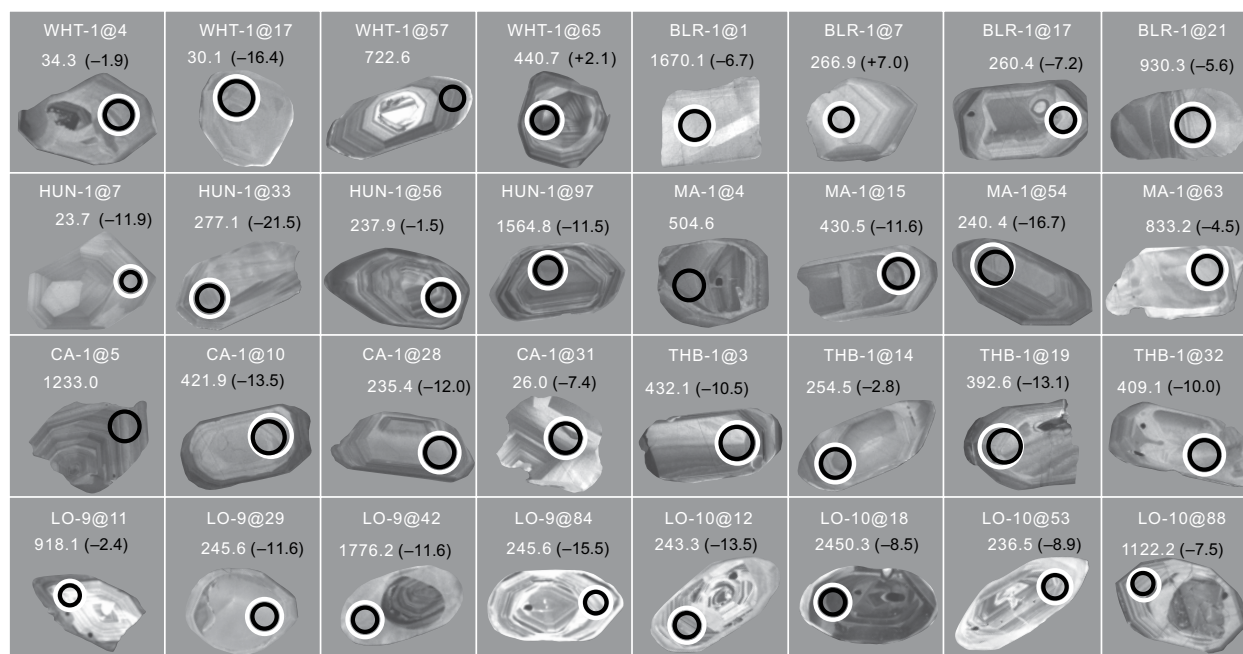 WHT-1@4
34.3 (–1.9)
WHT-1@17
30.1 (–16.4)
WHT-1@57
722.6
WHT-1@65
440.7 (+2.1)
BLR-1@1
1670.1 (–6.7)
BLR-1@7
266.9 (+7.0)
BLR-1@17
260.4 (–7.2)
BLR-1@21
930.3 (–5.6)
HUN-1@7
23.7 (–11.9)
HUN-1@33
277.1 (–21.5)
HUN-1@56
237.9 (–1.5)
HUN-1@97
1564.8 (–11.5)
MA-1@4
504.6
MA-1@15
430.5 (–11.6)
MA-1@54
240. 4 (–16.7)
MA-1@63
833.2 (–4.5)
CA-1@5
1233.0
CA-1@10
421.9 (–13.5)
CA-1@28
235.4 (–12.0)
CA-1@31
26.0 (–7.4)
THB-1@3
432.1 (–10.5)
THB-1@14
254.5 (–2.8)
THB-1@19
392.6 (–13.1)
THB-1@32
409.1 (–10.0)
LO-9@11
918.1 (–2.4)
LO-9@29
245.6 (–11.6)
LO-9@42
1776.2 (–11.6)
LO-9@84
245.6 (–15.5)
LO-10@12
243.3 (–13.5)
LO-10@18
2450.3 (–8.5)
LO-10@53
236.5 (–8.9)
LO-10@88
1122.2 (–7.5)